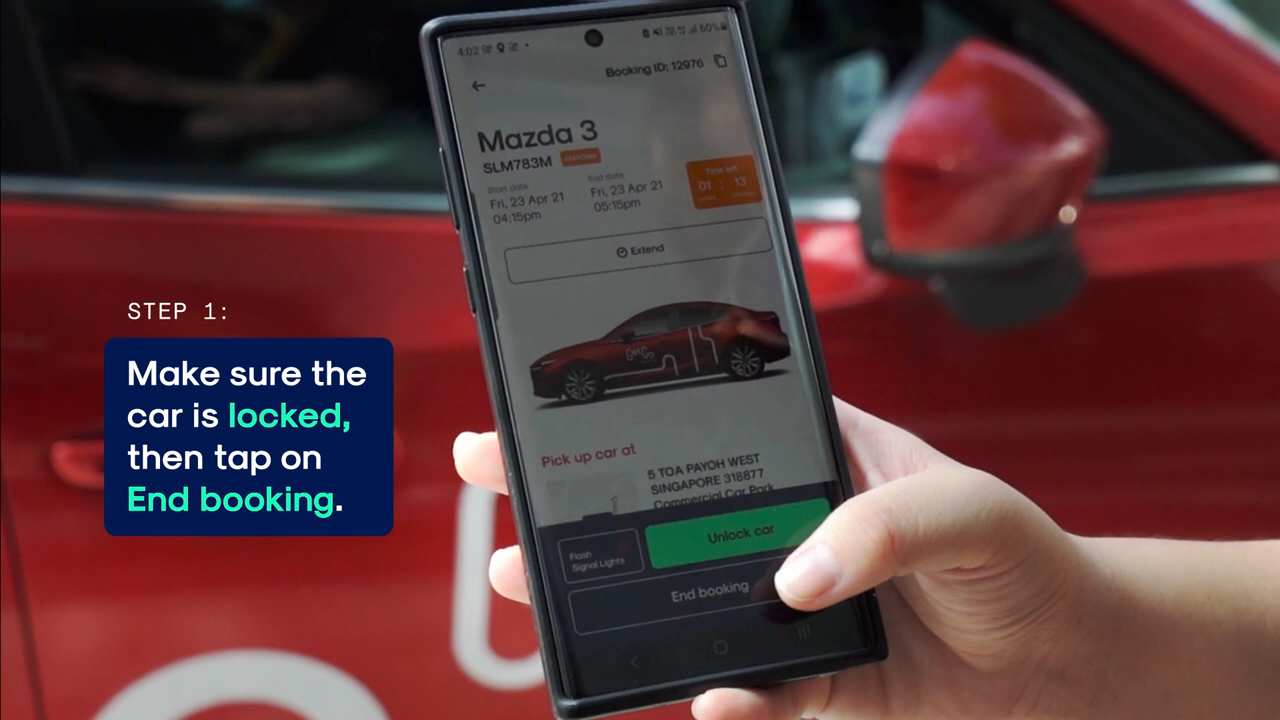 STEP 1:
Make sure the
car is locked,
then tap on
End booking.
4:02
60%
Booking ID: 12976
Mazda 3
SLM783M
Start date
Fri, 23 Apr 21
04:15pm
End date
Fri, 23 Apr 21
05:15pm
Time left
01 : 13
Extend
GetGo
Pick up car at
5 TOA PAYOH WEST
SINGAPORE 318877
Commercial Car Park
Unlock car
Flash
Signal Lights
End booking